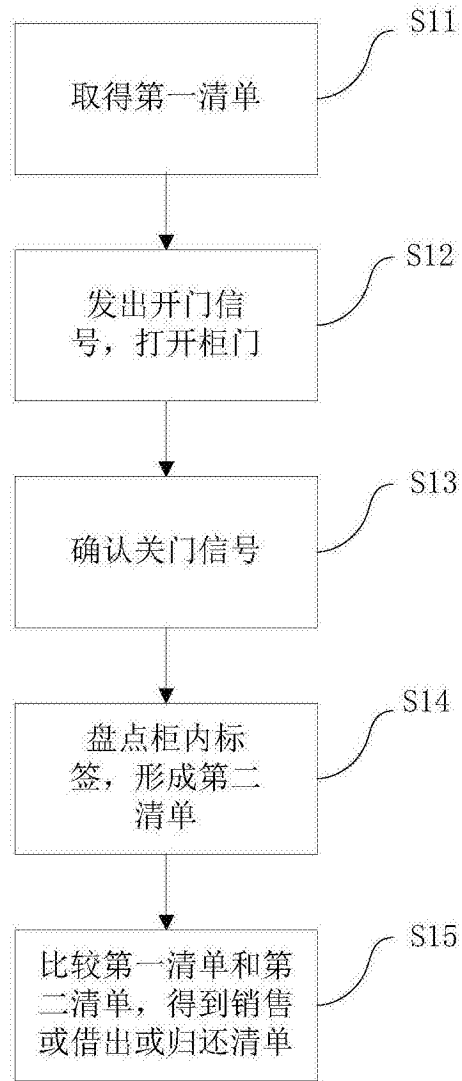 S11
取得第一清单
S12
发出开门信
号，打开柜门
S13
确认关门信号
S14
盘点柜内标
签，形成第二
清单
S15
比较第一清单和第
二清单，得到销售
或借出或归还清单